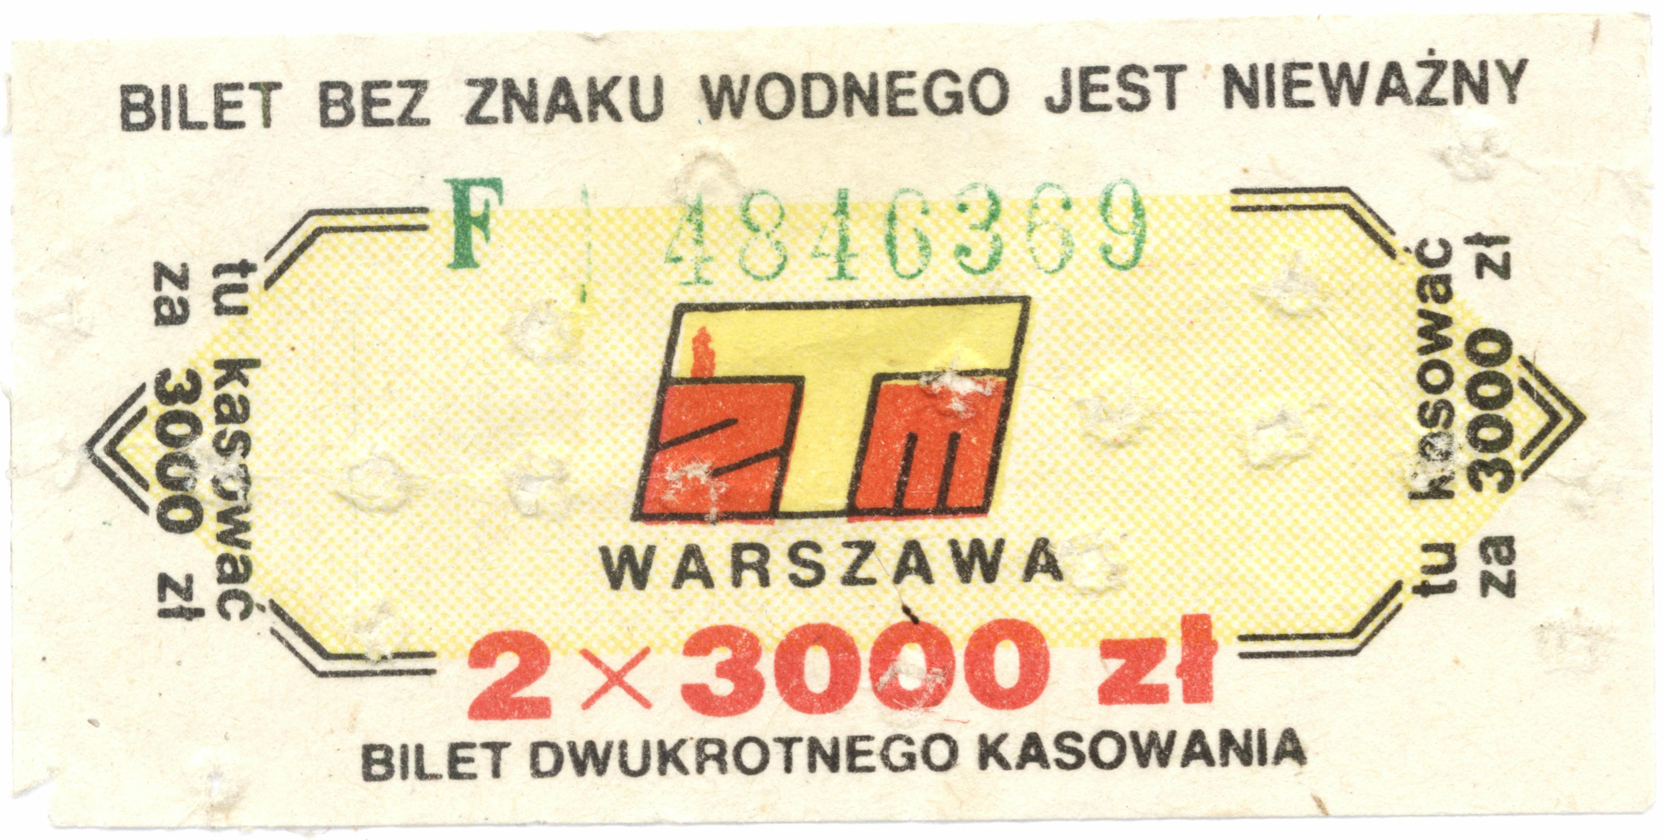 BILET BEZ ZNAKU WODNEGO JEST NIEWAŻNY
F 4846369
tu kasować
za 3000 zł
ZTM
WARSZAWA
2 × 3000 zł
BILET DWUKROTNEGO KASOWANIA
tu kasować
za 3000 zł